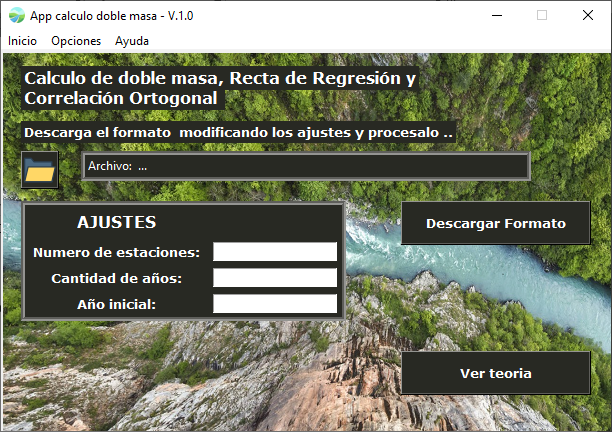 App calculo doble masa - V.1.0
Inicio Opciones Ayuda
Calculo de doble masa, Recta de Regresión y
Correlación Ortogonal
Descarga el formato modificando los ajustes y procesalo ..
Archivo: ...
AJUSTES
Descargar Formato
Numero de estaciones:
Cantidad de años:
Año inicial:
Ver teoria